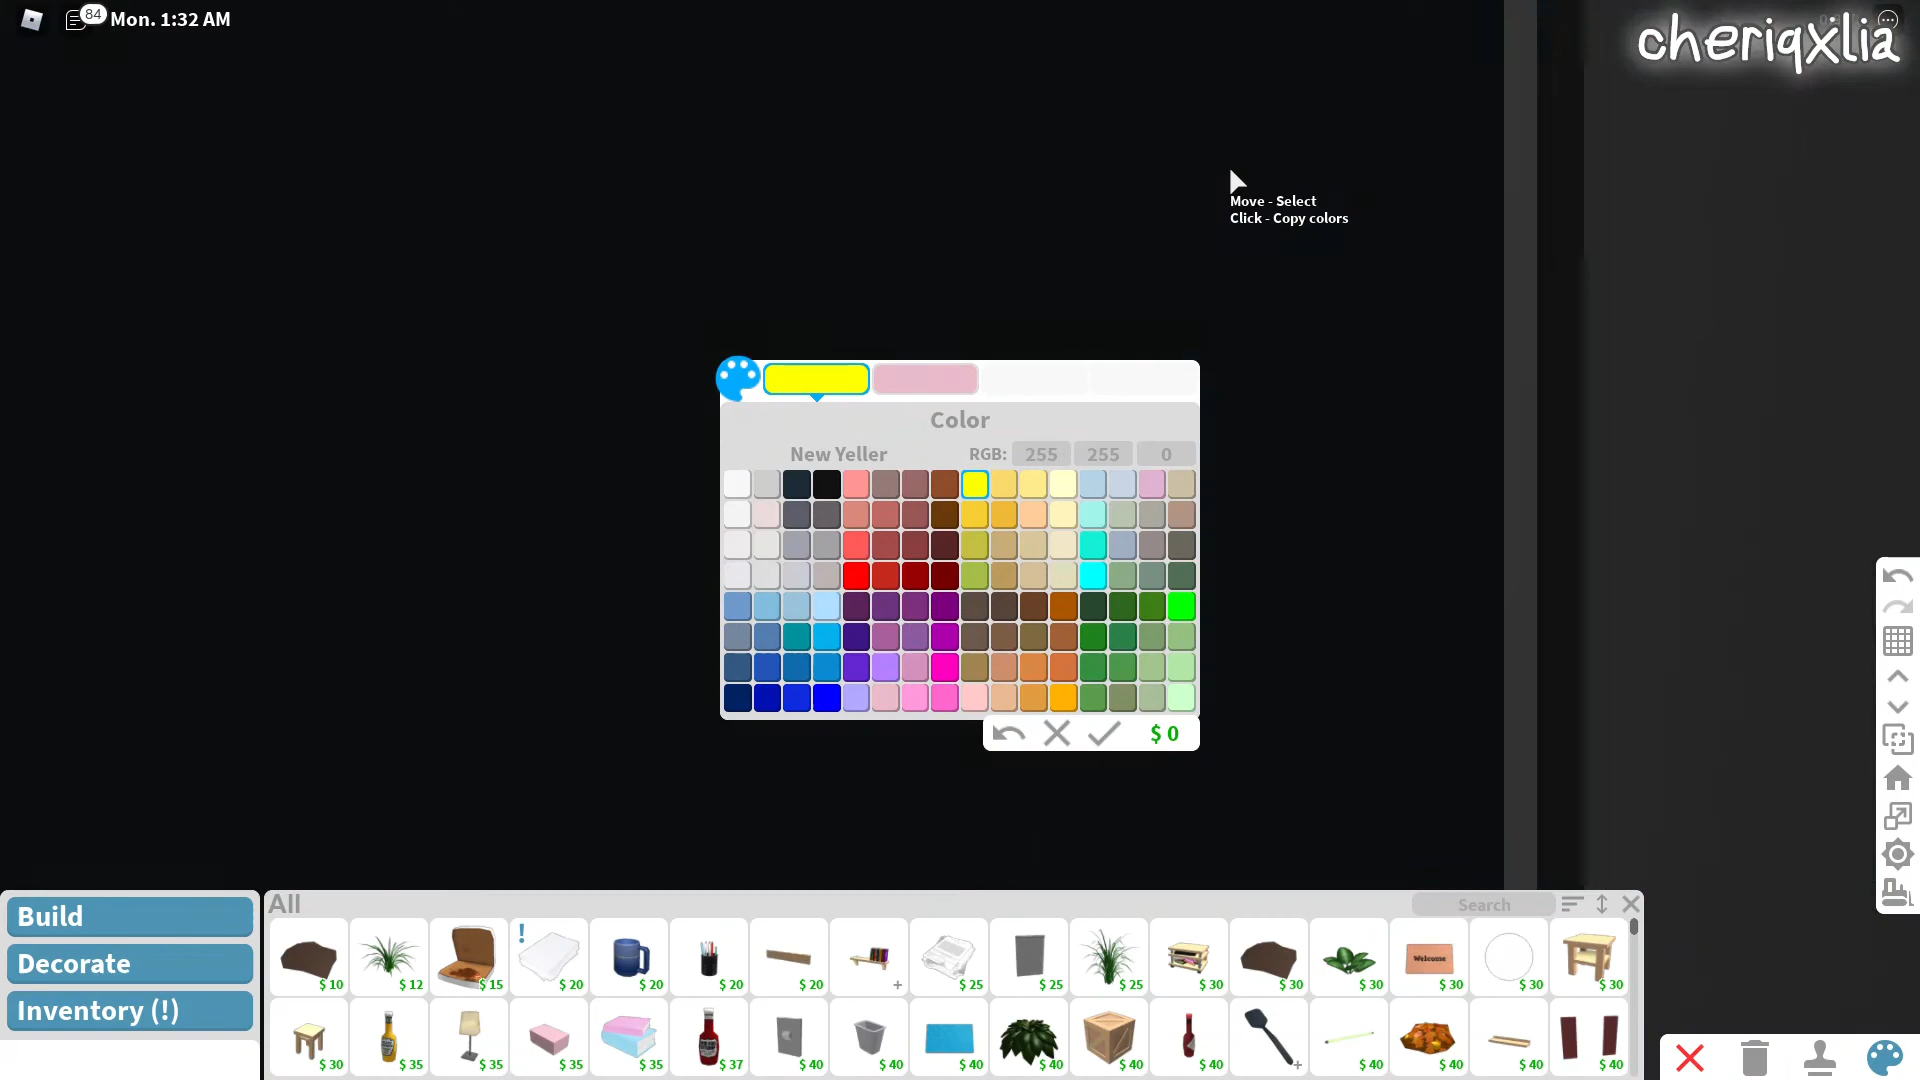 84 Mon. 1:32 AM
cheriqxlia
Move - Select
Click - Copy colors
Color
New Yeller
RGB: 255 255 0
$ 0
Build
Decorate
Inventory (!)
All
Search
$ 10
$ 12
$ 15
!
$ 20
$ 20
$ 20
$ 20
+
$ 25
$ 25
$ 25
$ 30
$ 30
$ 30
Welcome
$ 30
$ 30
$ 30
$ 30
$ 35
$ 35
$ 35
$ 35
$ 37
$ 40
$ 40
$ 40
$ 40
$ 40
$ 40
+
$ 40
$ 40
$ 40
$ 40